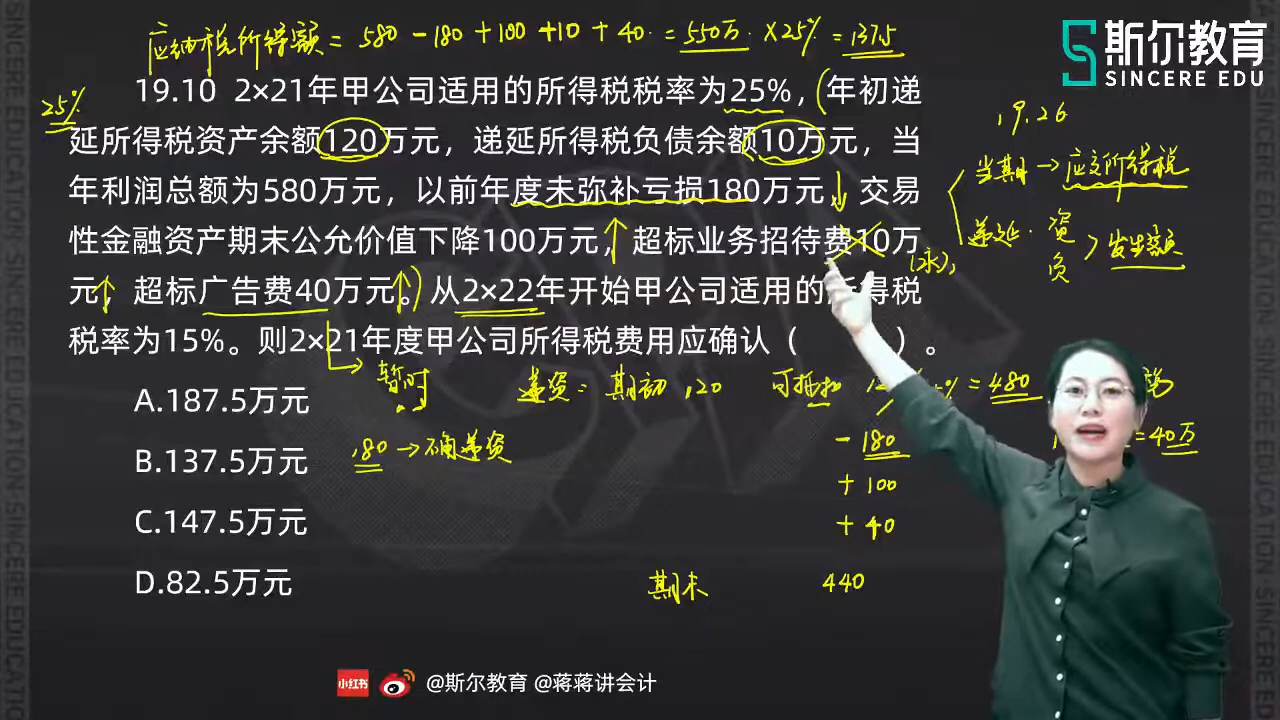 应纳税所得额 = 580 - 180 + 100 + 10 + 40 = 550万 × 25% = 137.5
斯尔教育
SINCERE EDU
25%
19.10 2×21年甲公司适用的所得税税率为25%，(年初递
延所得税资产余额120万元，递延所得税负债余额10万元，当
年利润总额为580万元，以前年度未弥补亏损180万元，交易
性金融资产期末公允价值下降100万元，超标业务招待费10万
元，超标广告费40万元。)从2×22年开始甲公司适用的所得税
税率为15%。则2×21年度甲公司所得税费用应确认（ ）。
19.26
当期 → 应交所得税
递延 · 资
负 > 发生额
(永)
暂时
A.187.5万元
B.137.5万元
C.147.5万元
D.82.5万元
180 → 确递资
递资：期初 120 可抵扣
% = 480
- 180
= 40万
+ 100
+ 40
期末 440
小红书
@斯尔教育 @蒋蒋讲会计
SINCERE EDUCATION